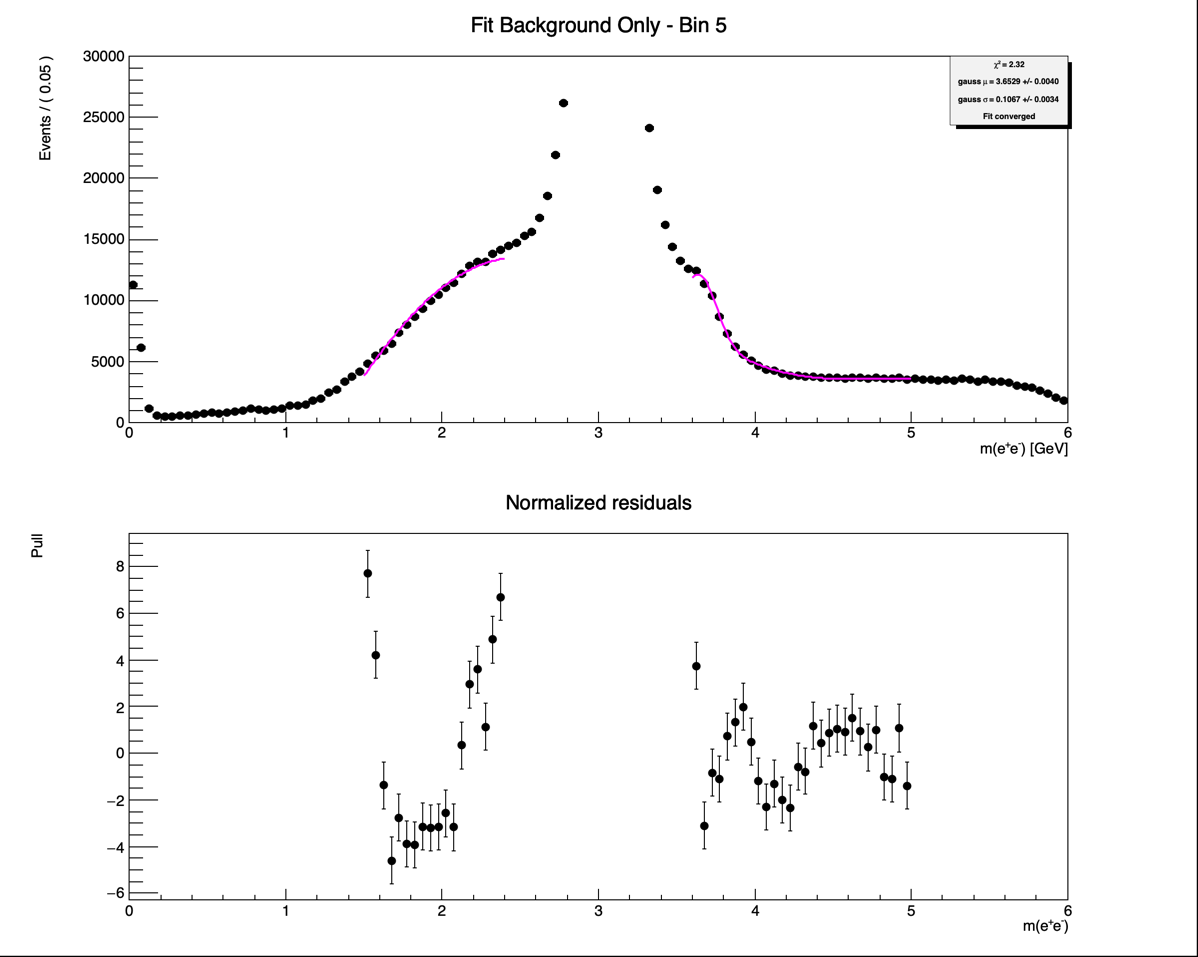 Fit Background Only - Bin 5
Events / ( 0.05 )
30000
25000
20000
15000
10000
5000
0
χ² = 2.32
gauss μ = 3.6529 +/- 0.0040
gauss σ = 0.1067 +/- 0.0034
Fit converged
0 1 2 3 4 5 6
m(e⁺e⁻) [GeV]
Normalized residuals
Pull
8
6
4
2
0
−2
−4
−6
0 1 2 3 4 5 6
m(e⁺e⁻)